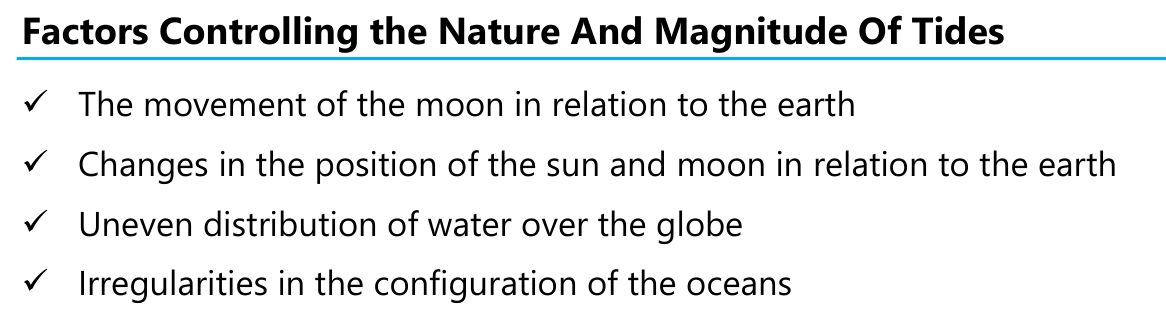 Factors Controlling the Nature And Magnitude Of Tides
✓ The movement of the moon in relation to the earth
✓ Changes in the position of the sun and moon in relation to the earth
✓ Uneven distribution of water over the globe
✓ Irregularities in the configuration of the oceans